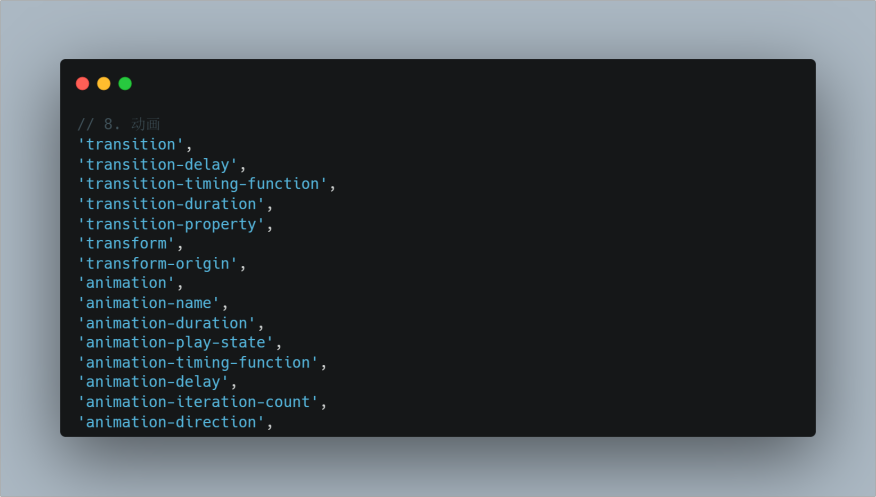 // 8. 动画
'transition',
'transition-delay',
'transition-timing-function',
'transition-duration',
'transition-property',
'transform',
'transform-origin',
'animation',
'animation-name',
'animation-duration',
'animation-play-state',
'animation-timing-function',
'animation-delay',
'animation-iteration-count',
'animation-direction',